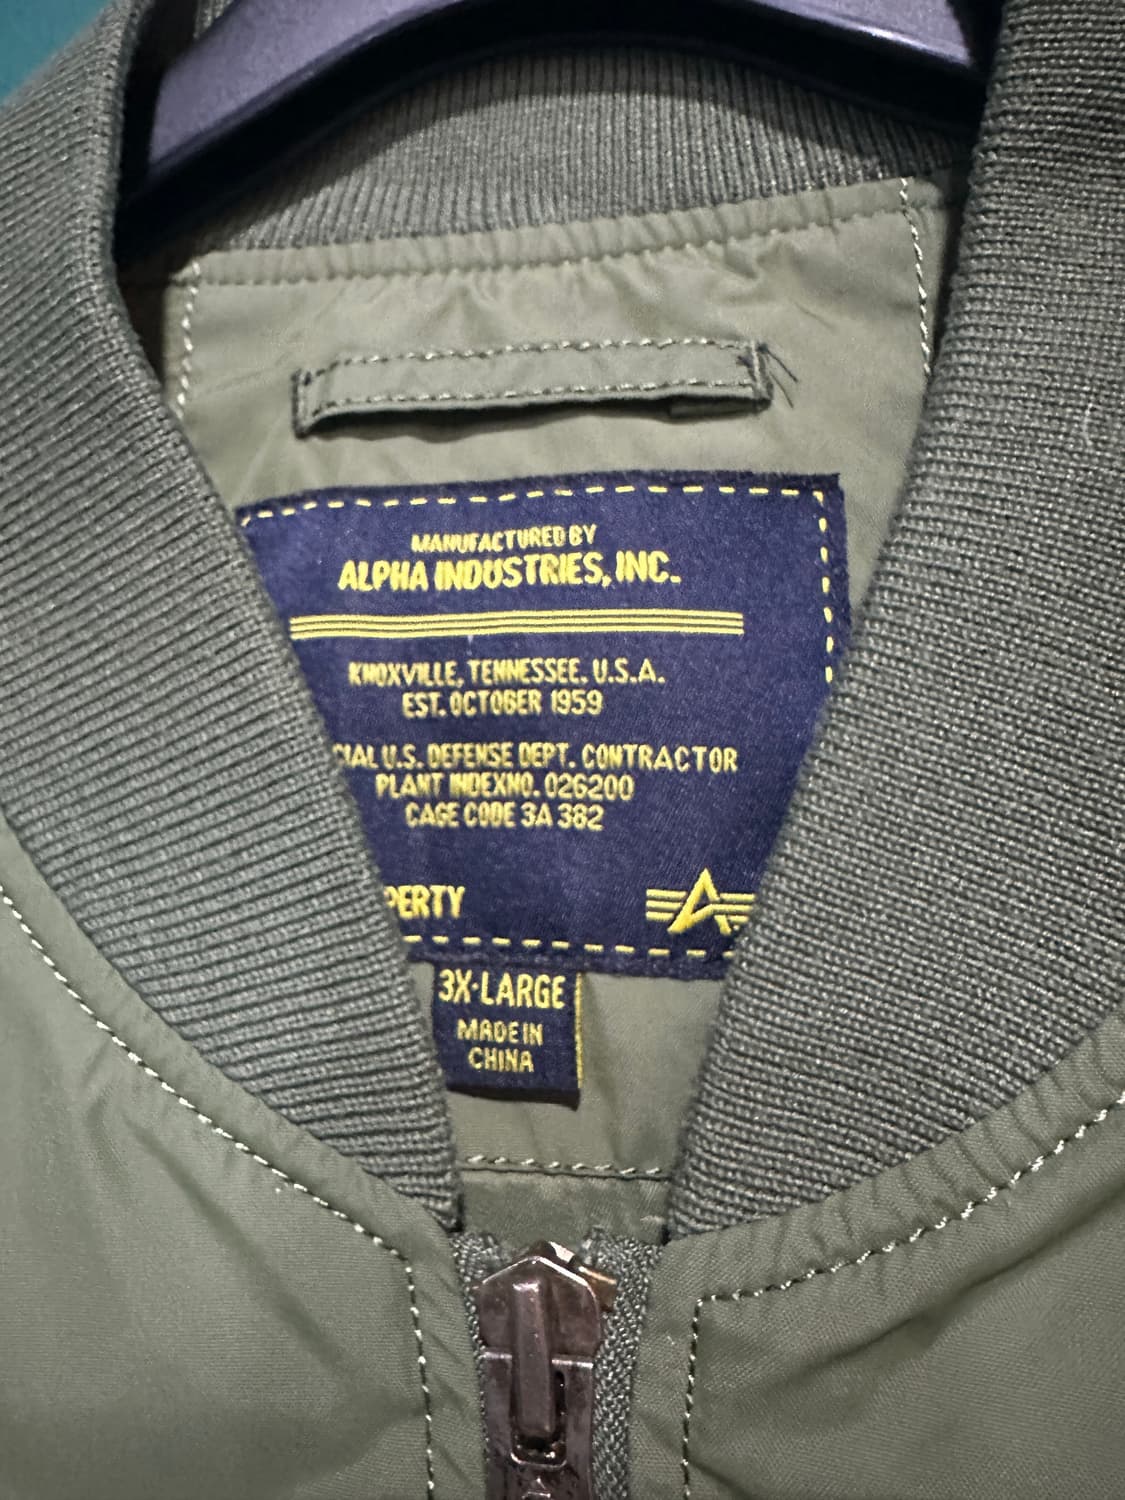 MANUFACTURED BY
ALPHA INDUSTRIES, INC.
KNOXVILLE, TENNESSEE. U.S.A.
EST. OCTOBER 1959
CIAL U.S. DEFENSE DEPT. CONTRACTOR
PLANT INDEXNO. 026200
CAGE CODE 3A 382
PERTY
3X-LARGE
MADE IN
CHINA